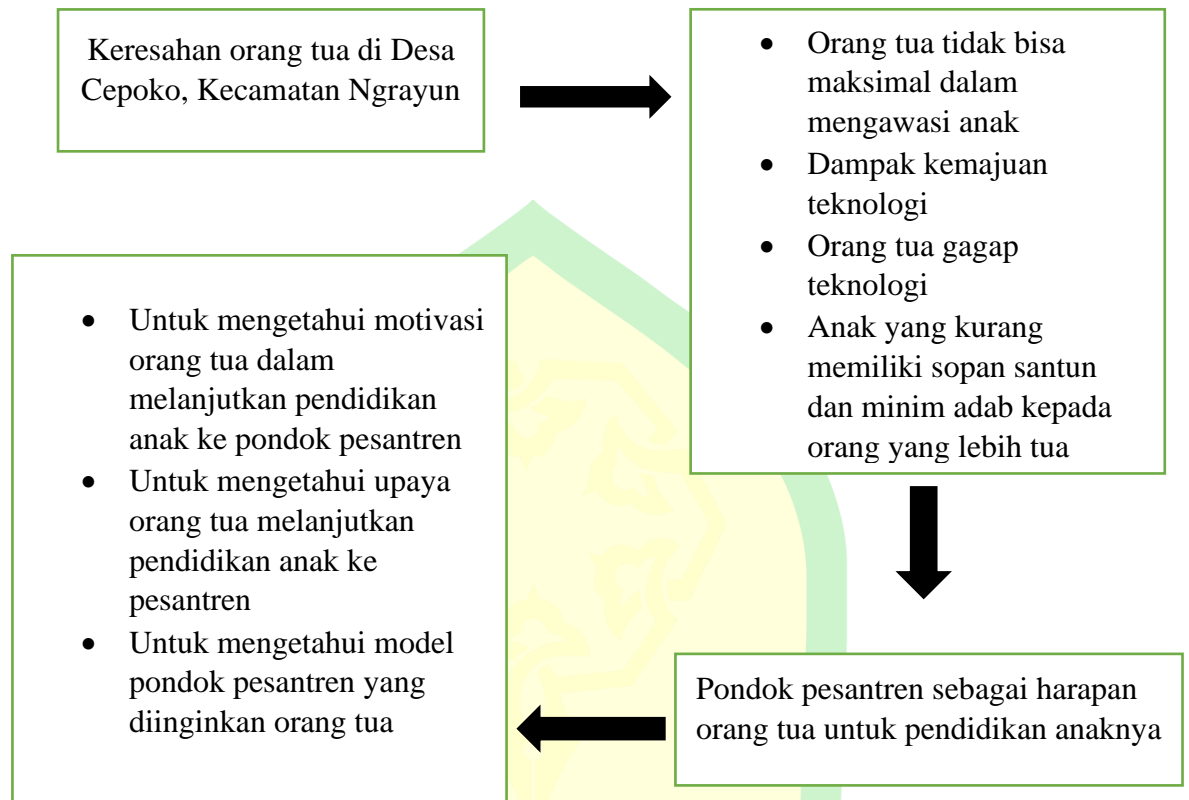 Keresahan orang tua di Desa
Cepoko, Kecamatan Ngrayun
• Orang tua tidak bisa
maksimal dalam
mengawasi anak
• Dampak kemajuan
teknologi
• Orang tua gagap
teknologi
• Anak yang kurang
memiliki sopan santun
dan minim adab kepada
orang yang lebih tua
Pondok pesantren sebagai harapan
orang tua untuk pendidikan anaknya
• Untuk mengetahui motivasi
orang tua dalam
melanjutkan pendidikan
anak ke pondok pesantren
• Untuk mengetahui upaya
orang tua melanjutkan
pendidikan anak ke
pesantren
• Untuk mengetahui model
pondok pesantren yang
diinginkan orang tua